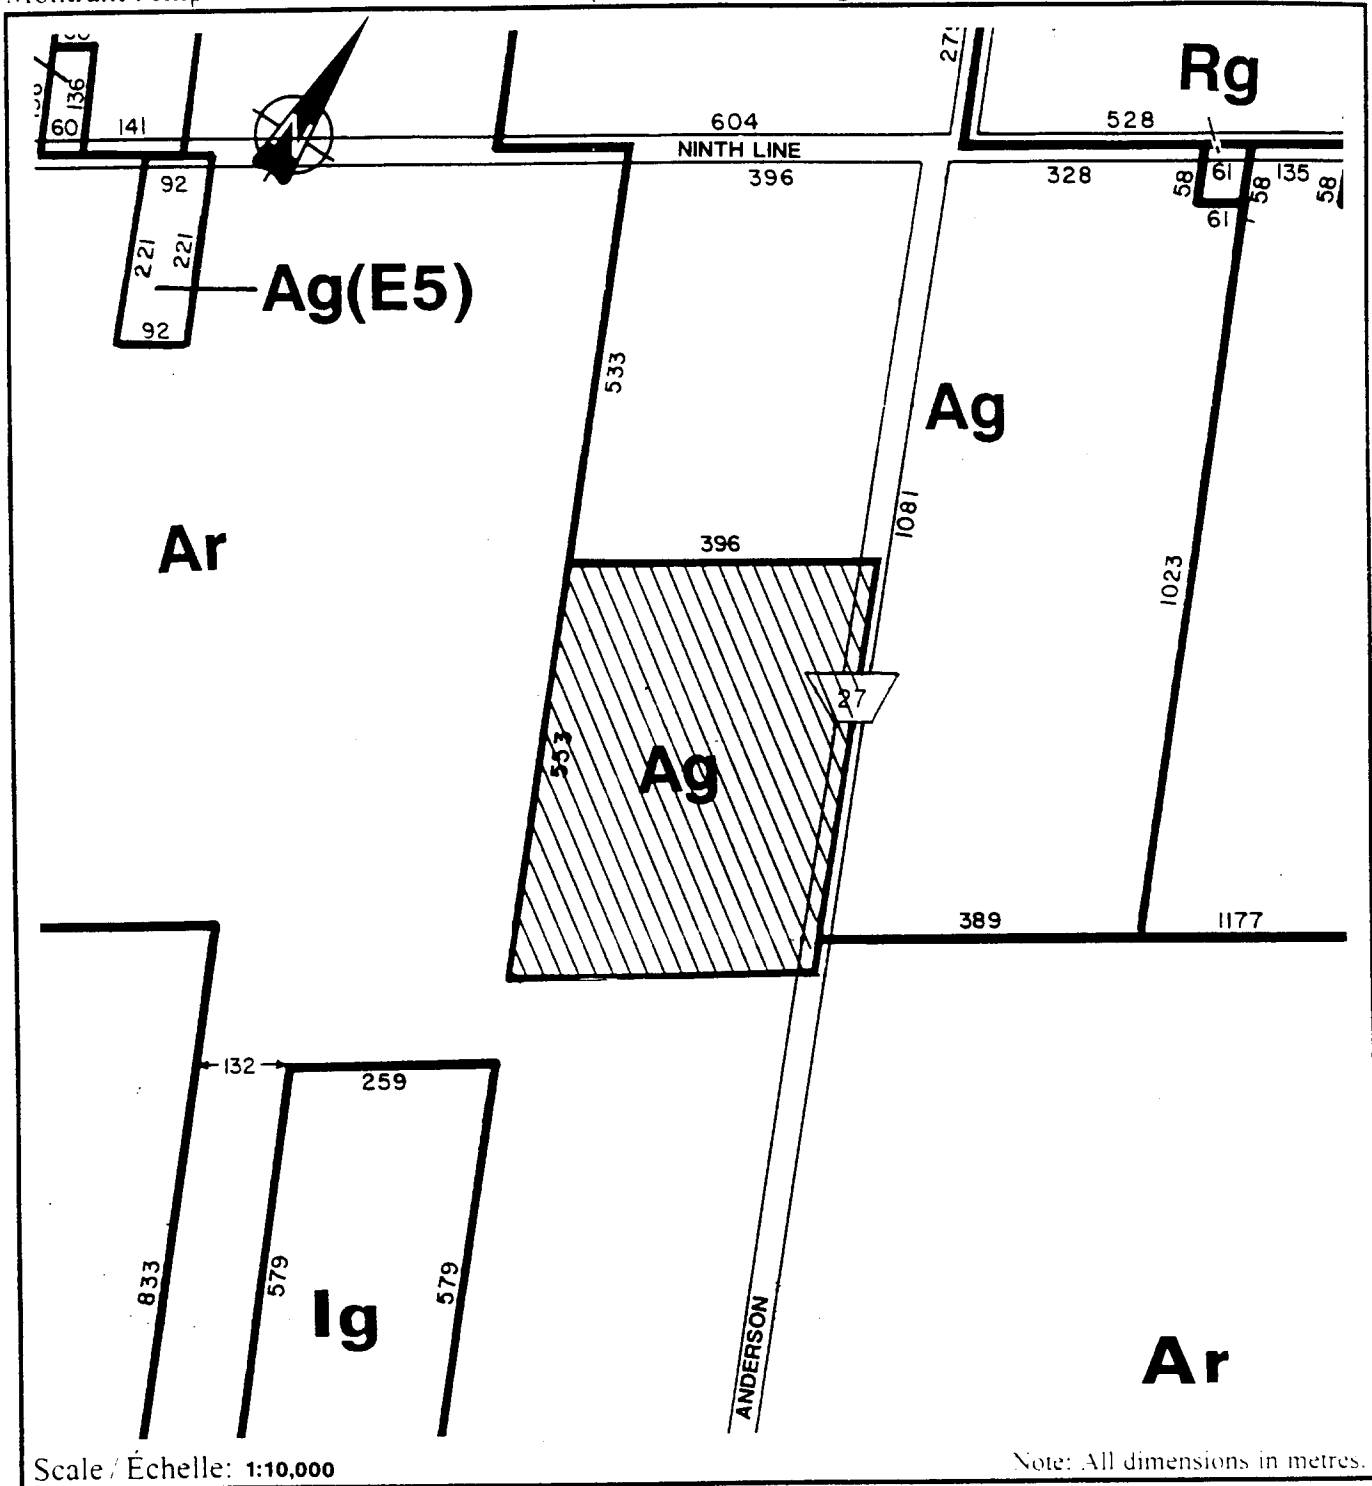 27
Rg
136
60
141
604
528
NINTH LINE
92
396
328
58
61
58
135
58
61
221
221
Ag(E5)
92
533
Ag
Ar
396
1081
1023
27
553
Ag
389
1177
132
259
833
579
579
Ig
ANDERSON
Ar
Scale / Échelle: 1:10,000
Note: All dimensions in metres.